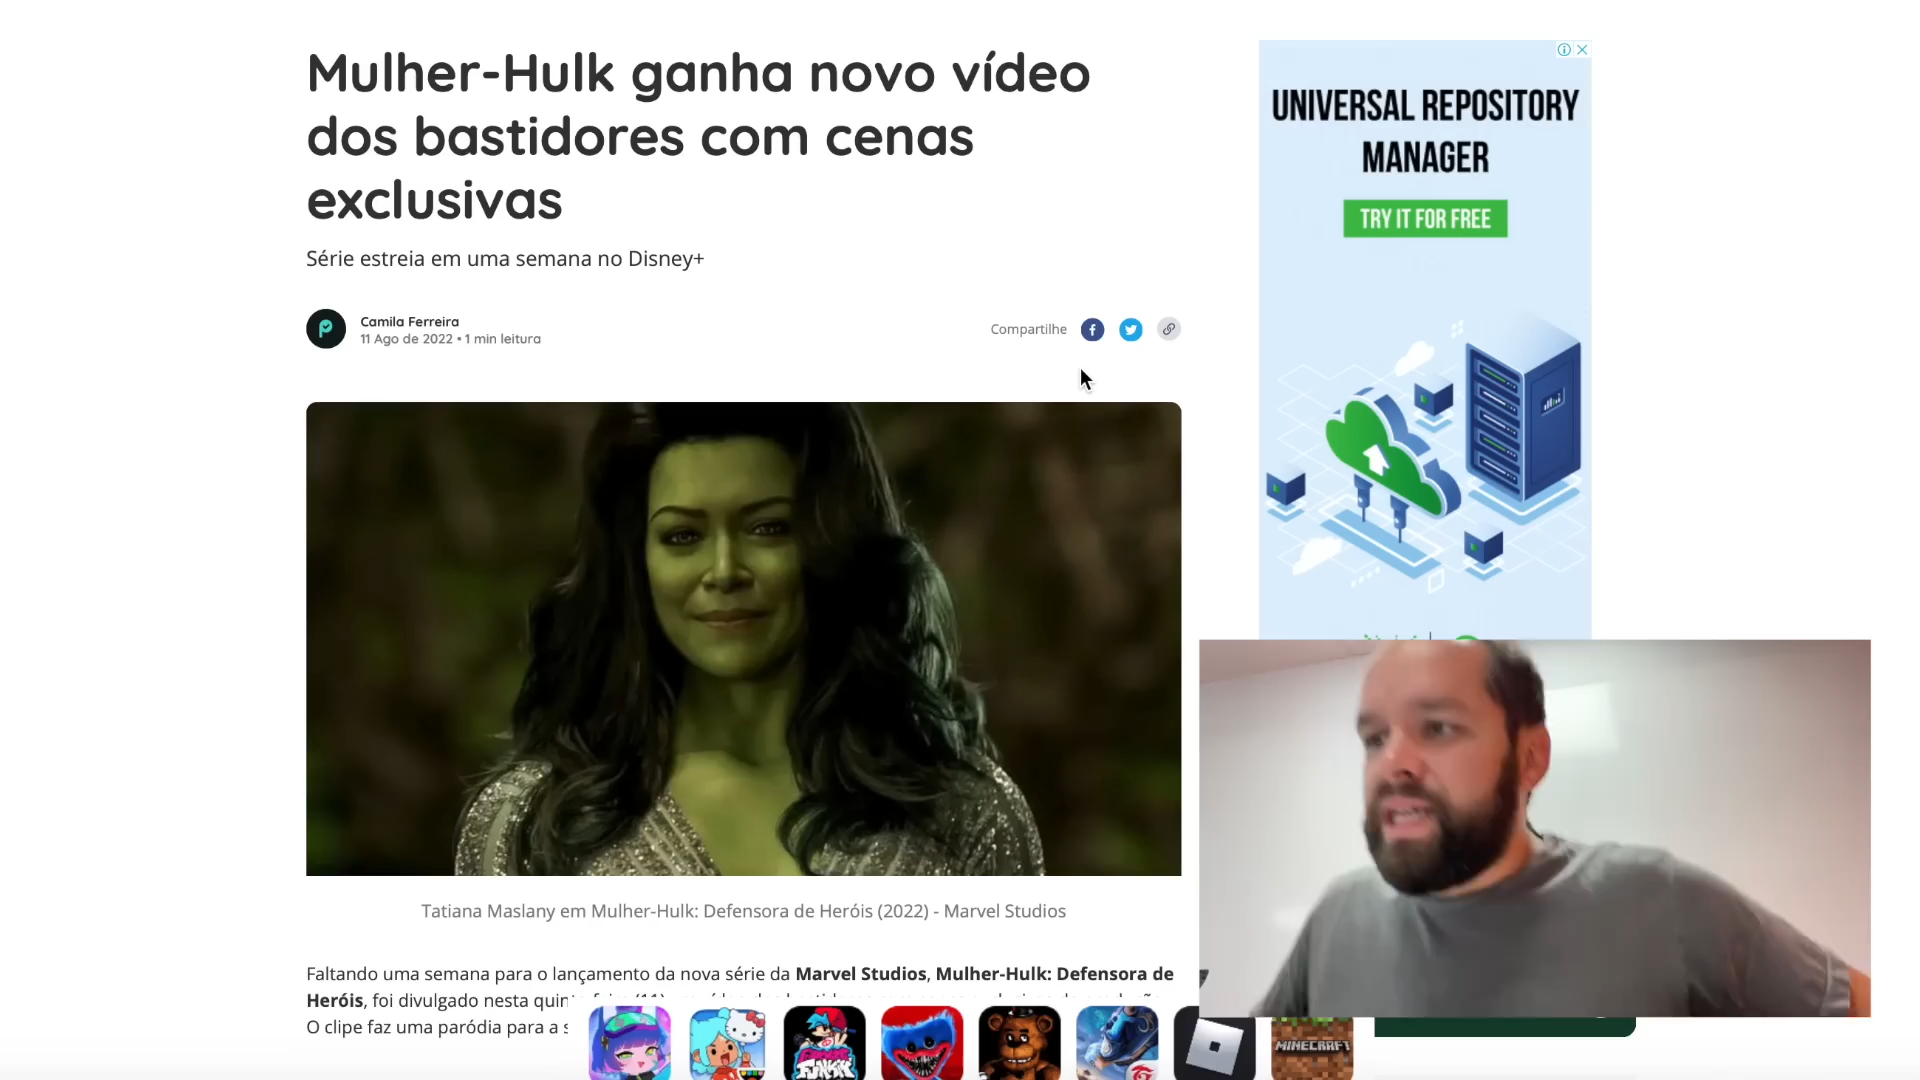 Mulher-Hulk ganha novo vídeo
dos bastidores com cenas
exclusivas
Série estreia em uma semana no Disney+
Camila Ferreira
11 Ago de 2022 • 1 min leitura
Compartilhe
UNIVERSAL REPOSITORY
MANAGER
TRY IT FOR FREE
Tatiana Maslany em Mulher-Hulk: Defensora de Heróis (2022) - Marvel Studios
Faltando uma semana para o lançamento da nova série da Marvel Studios, Mulher-Hulk: Defensora de
Heróis, foi divulgado nesta
O clipe faz uma paródia para a
FUNKIN
MINECRAFT